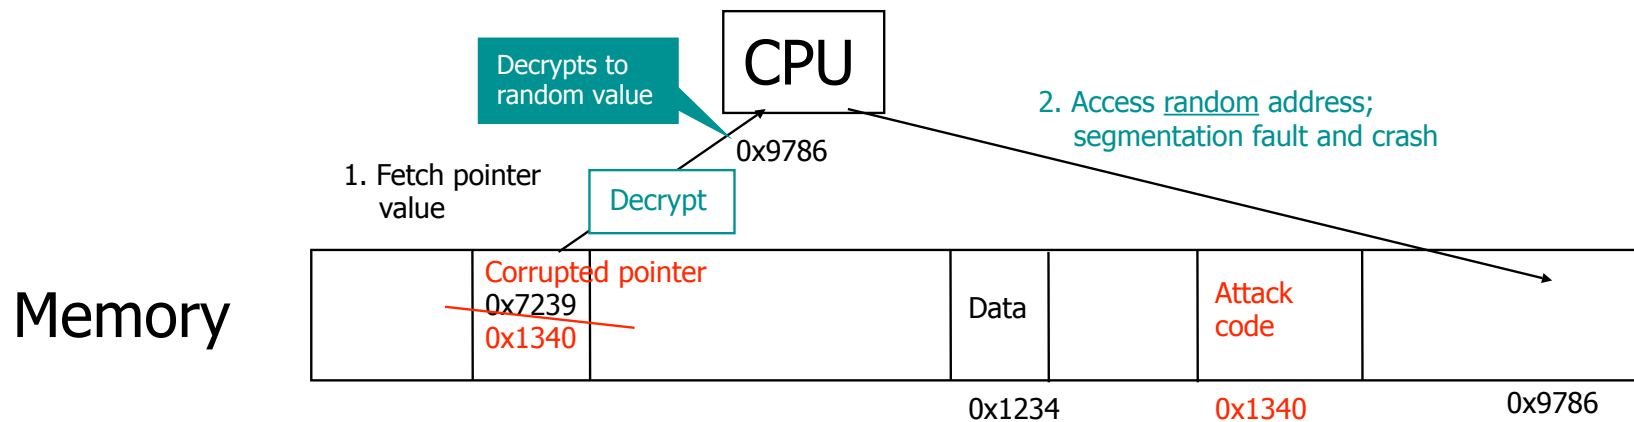 CPU
Decrypts to
random value
2. Access random address;
segmentation fault and crash
0x9786
1. Fetch pointer
value
Decrypt
Memory
Corrupted pointer
0x7239
0x1340
Data
Attack
code
0x1234
0x1340
0x9786